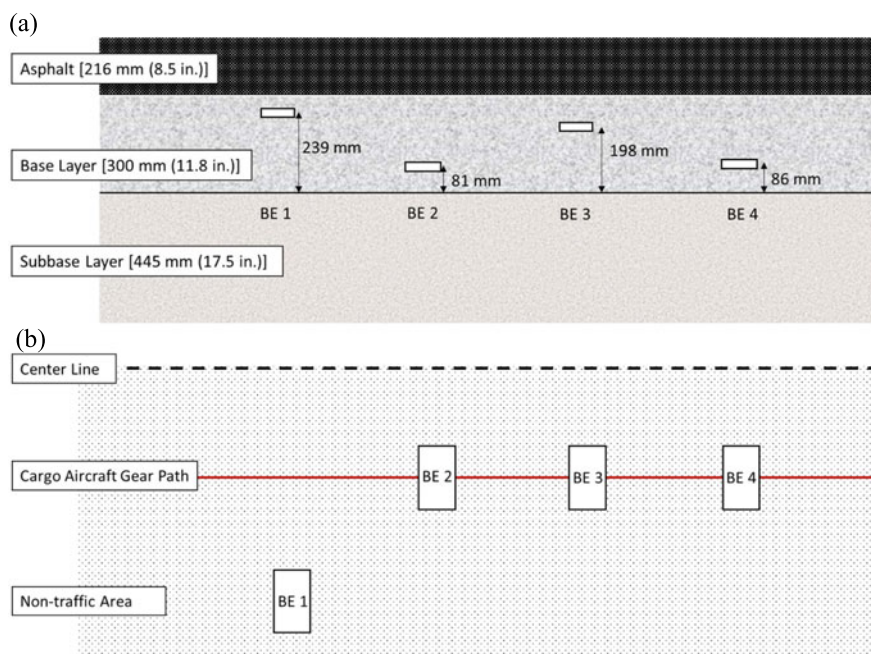 (a)
Asphalt [216 mm (8.5 in.)]
239 mm
198 mm
Base Layer [300 mm (11.8 in.)]
81 mm
86 mm
BE 1
BE 2
BE 3
BE 4
Subbase Layer [445 mm (17.5 in.)]
(b)
Center Line
Cargo Aircraft Gear Path
BE 2
BE 3
BE 4
Non-traffic Area
BE 1